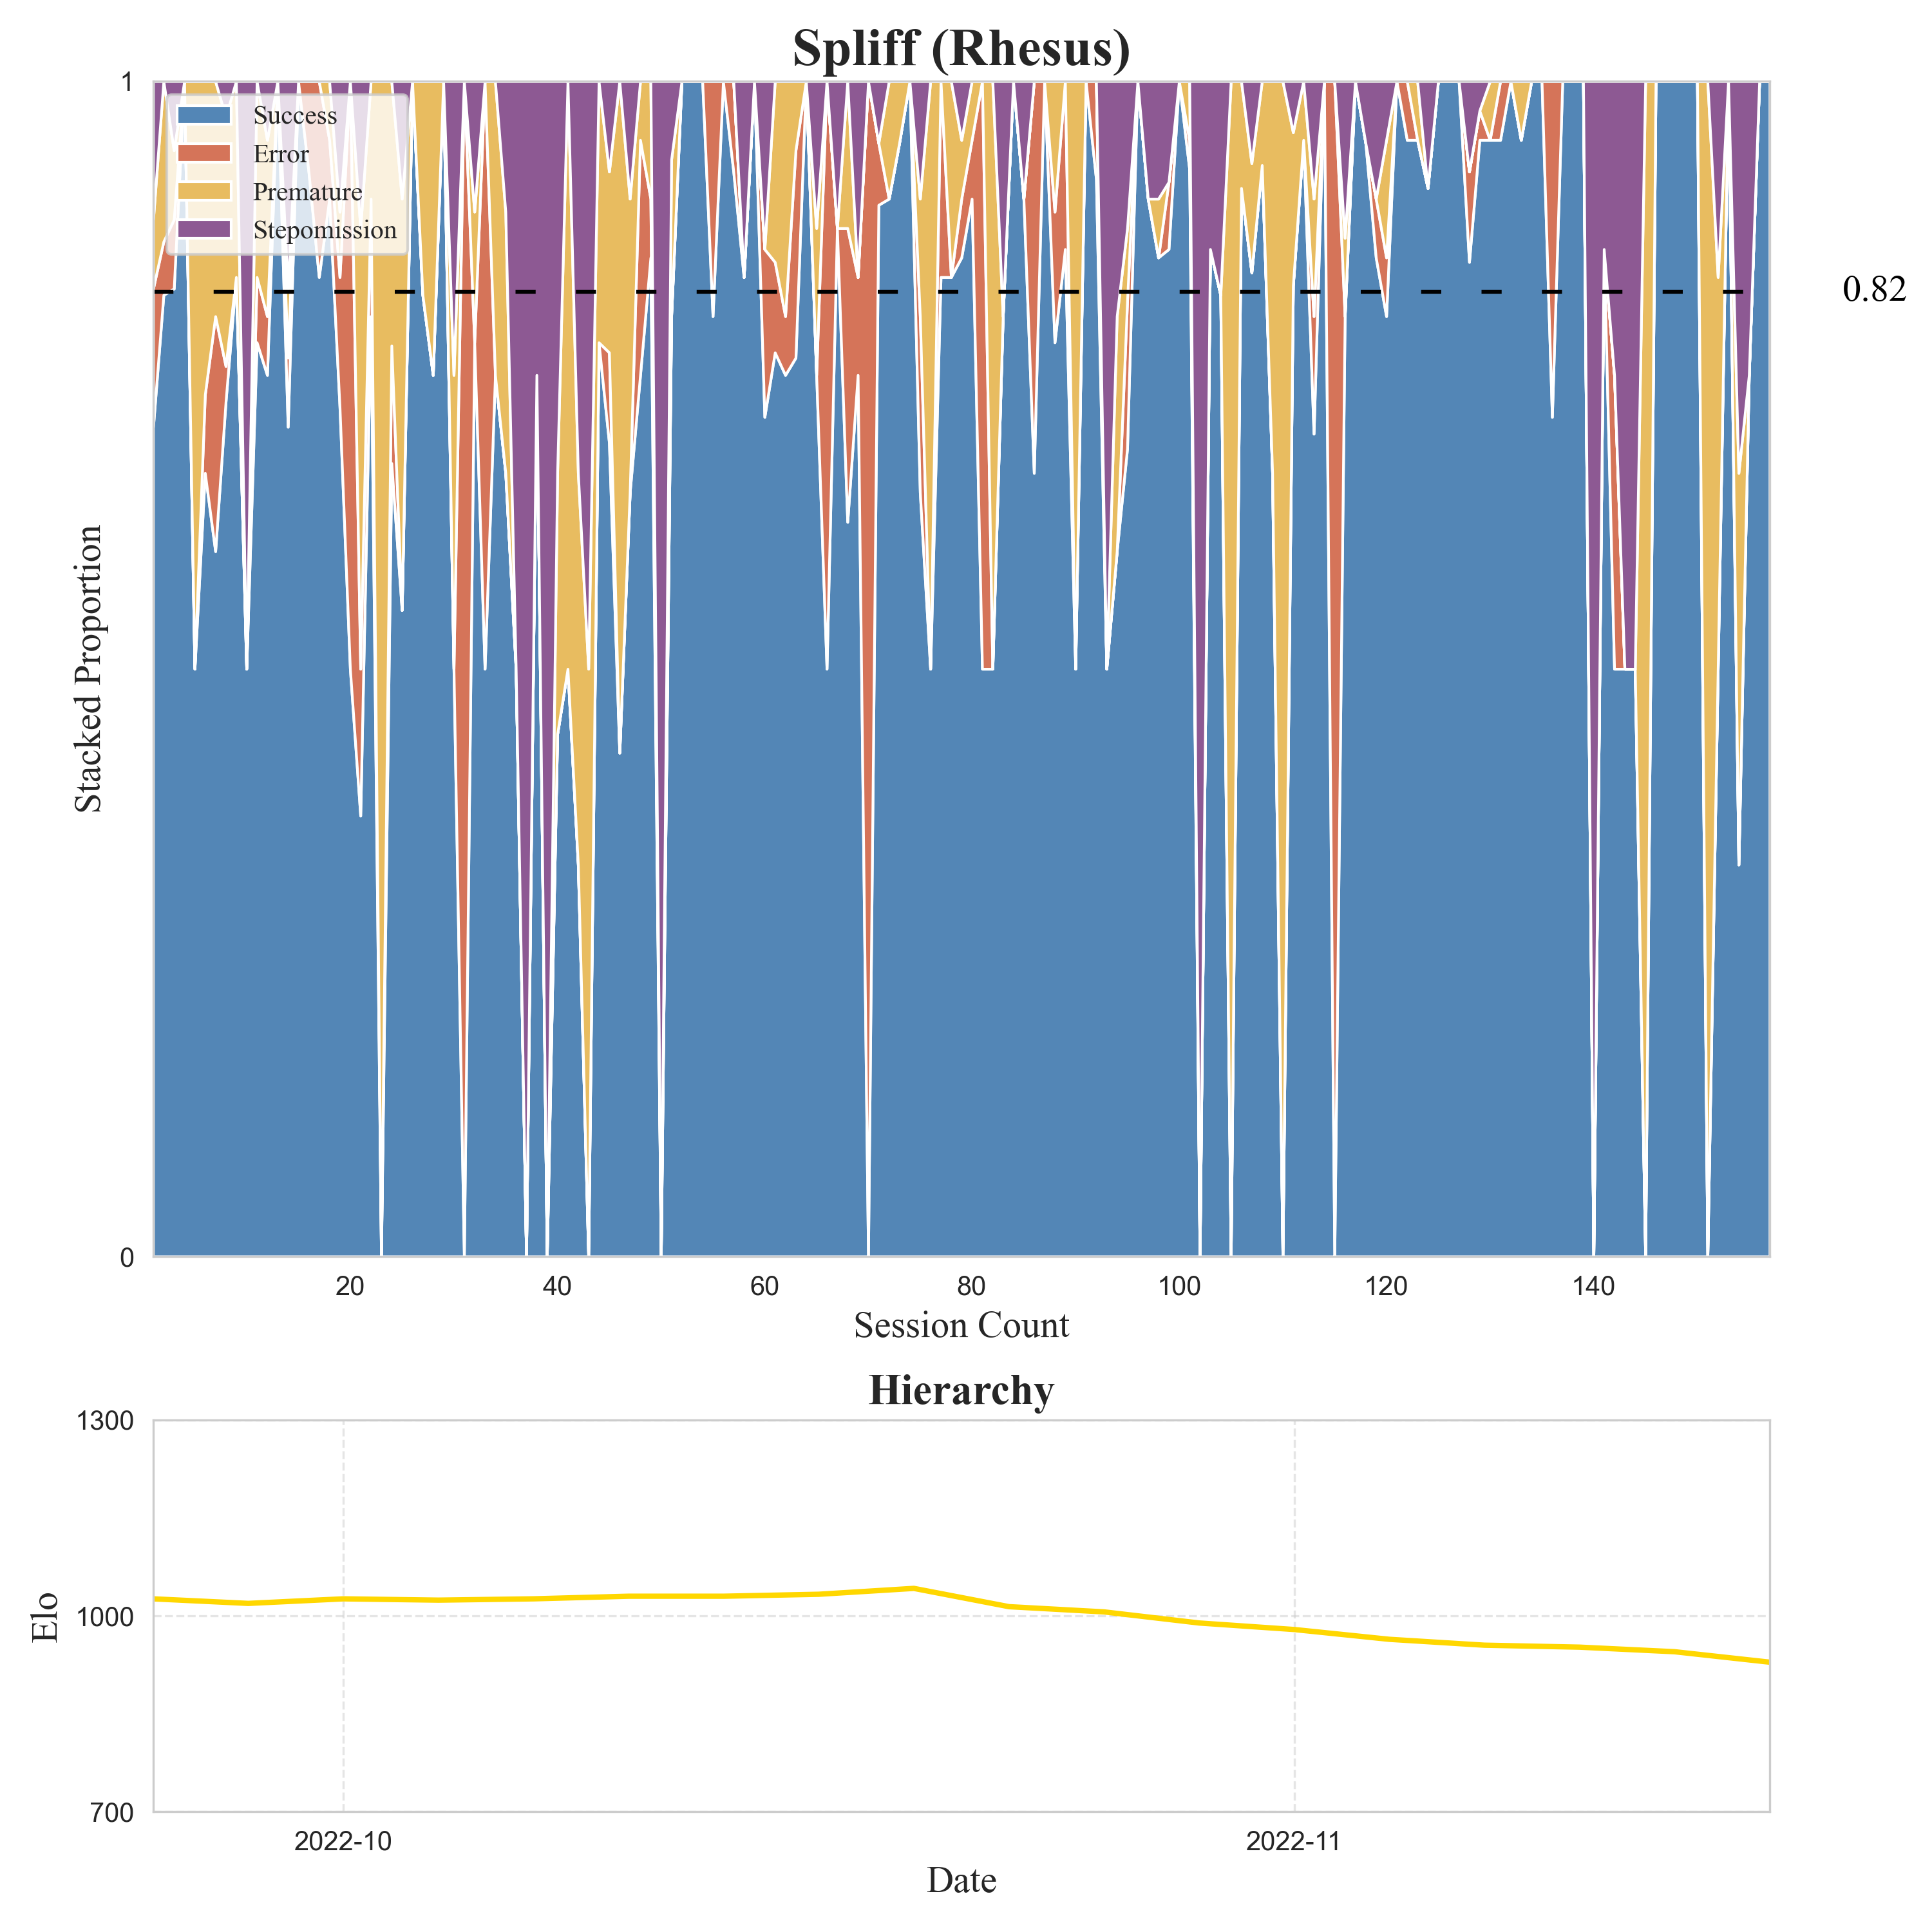 Spliff (Rhesus)
1
Success
Error
Premature
Stepomission
0.82
Stacked Proportion
0
20 40 60 80 100 120 140
Session Count
Hierarchy
1300
Elo
1000
700
2022-10 2022-11
Date